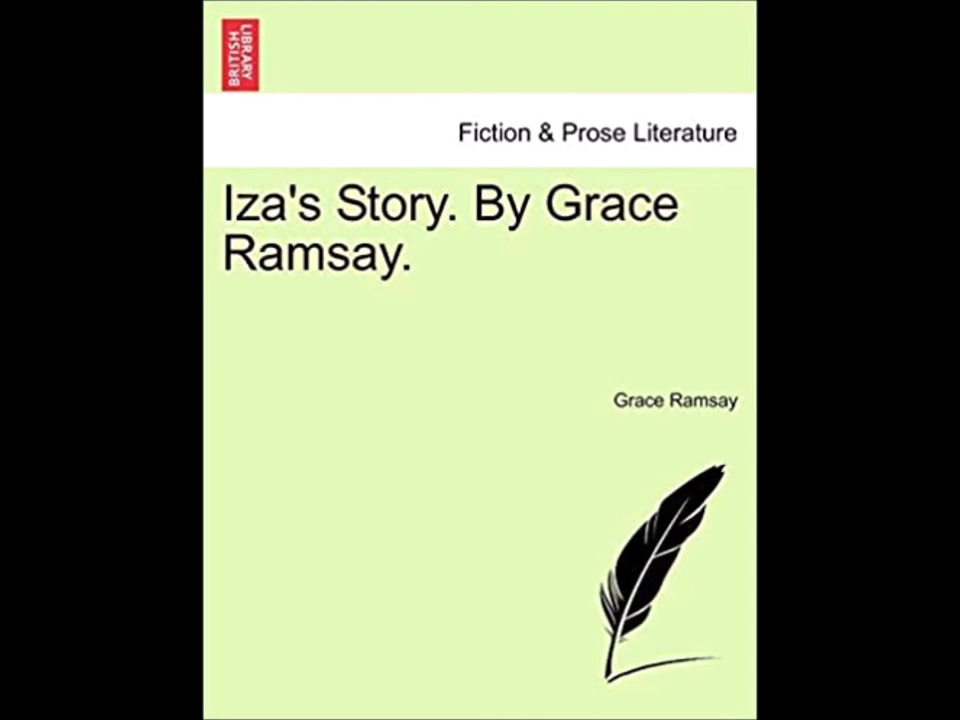 LIBRARY
BRITISH
Fiction & Prose Literature
Iza's Story. By Grace
Ramsay.
Grace Ramsay